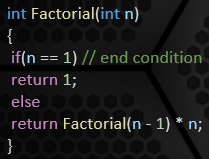 int Factorial(int n)
{
if(n == 1) // end condition
return 1;
else
return Factorial(n - 1) * n;
}